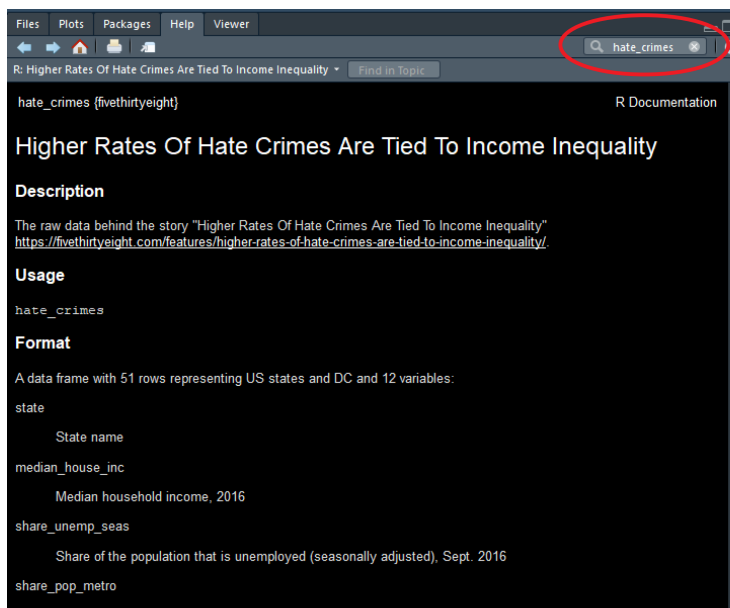 Files Plots Packages Help Viewer
hate_crimes
R: Higher Rates Of Hate Crimes Are Tied To Income Inequality Find in Topic
hate_crimes {fivethirtyeight} R Documentation
Higher Rates Of Hate Crimes Are Tied To Income Inequality
Description
The raw data behind the story "Higher Rates Of Hate Crimes Are Tied To Income Inequality"
https://fivethirtyeight.com/features/higher-rates-of-hate-crimes-are-tied-to-income-inequality/.
Usage
hate_crimes
Format
A data frame with 51 rows representing US states and DC and 12 variables:
state
State name
median_house_inc
Median household income, 2016
share_unemp_seas
Share of the population that is unemployed (seasonally adjusted), Sept. 2016
share_pop_metro